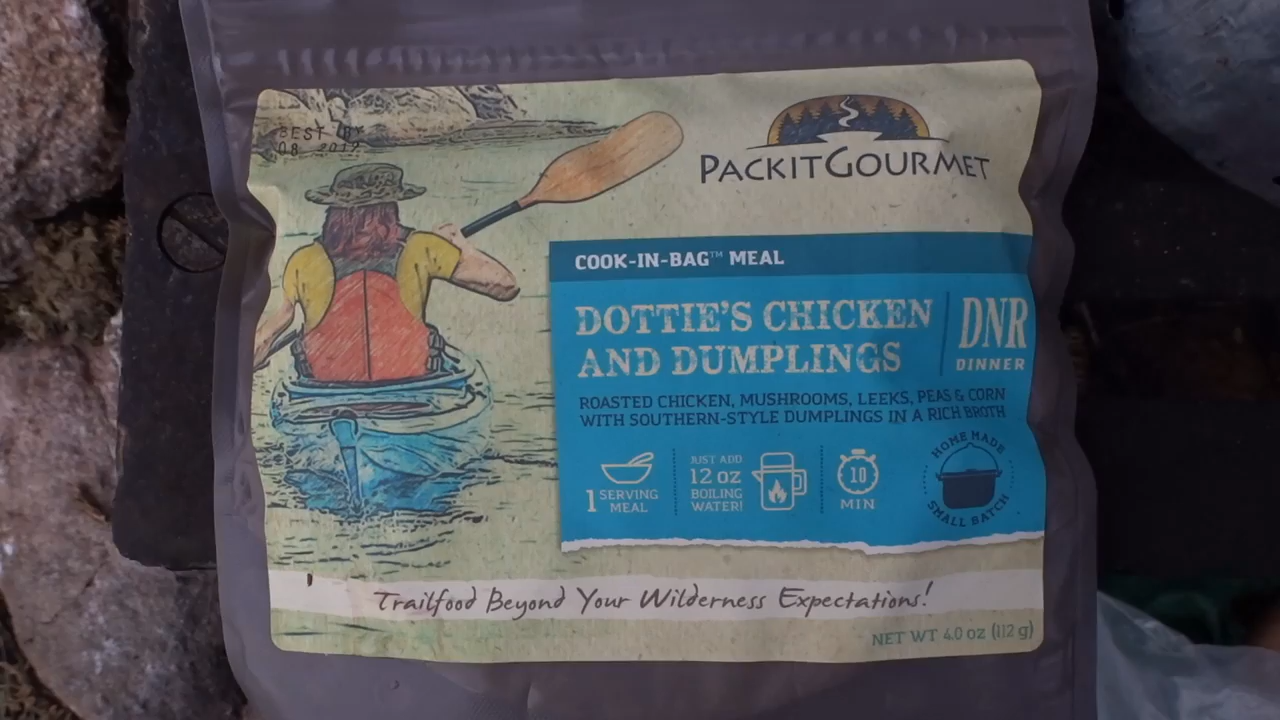 BEST BY
08 2012
PACKITGOURMET
COOK-IN-BAG™ MEAL
DOTTIE'S CHICKEN
AND DUMPLINGS
DNR
DINNER
ROASTED CHICKEN, MUSHROOMS, LEEKS, PEAS & CORN
WITH SOUTHERN-STYLE DUMPLINGS IN A RICH BROTH
1 SERVING
MEAL
JUST ADD
12 oz
BOILING
WATER!
10
MIN
HOME MADE
SMALL BATCH
Trailfood Beyond Your Wilderness Expectations!
NET WT 4.0 oz (112 g)